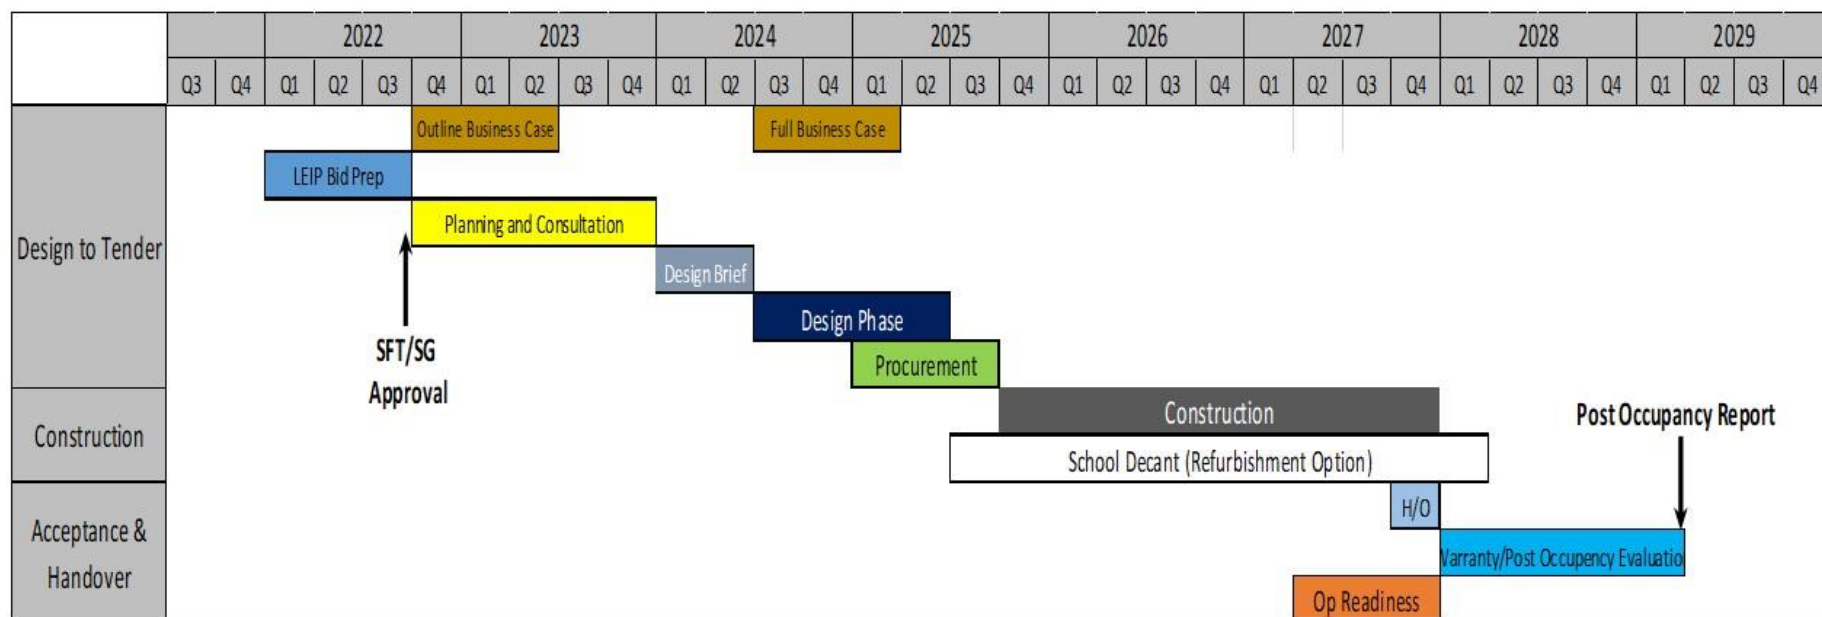 2022 2023 2024 2025 2026 2027 2028 2029
Q3 Q4 Q1 Q2 Q3 Q4 Q1 Q2 Q3 Q4 Q1 Q2 Q3 Q4 Q1 Q2 Q3 Q4 Q1 Q2 Q3 Q4 Q1 Q2 Q3 Q4 Q1 Q2 Q3 Q4 Q1 Q2 Q3 Q4
Outline Business Case Full Business Case
LEIP Bid Prep
Planning and Consultation
Design to Tender
Design Brief
Design Phase
SFT/SG
Approval
Procurement
Construction
Construction
Post Occupancy Report
School Decant (Refurbishment Option)
H/O
Acceptance &
Handover
Warranty/Post Occupency Evaluatio
Op Readiness